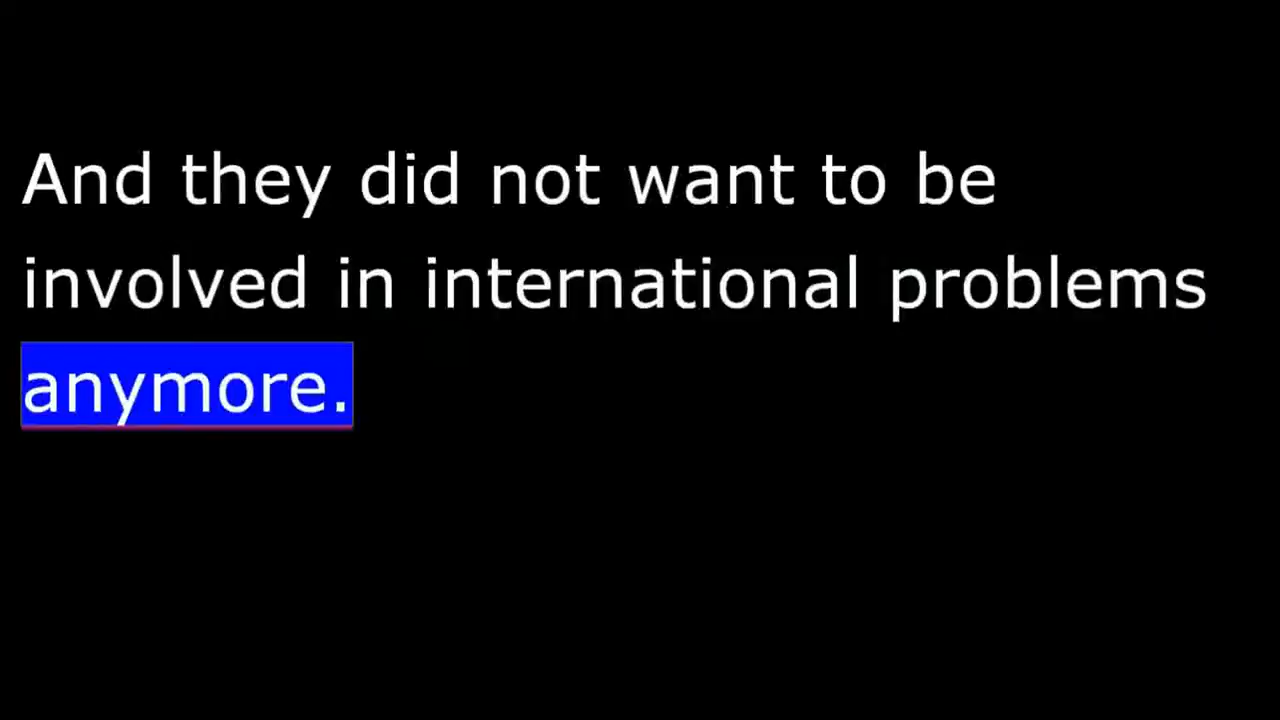 And they did not want to be
involved in international problems
anymore.